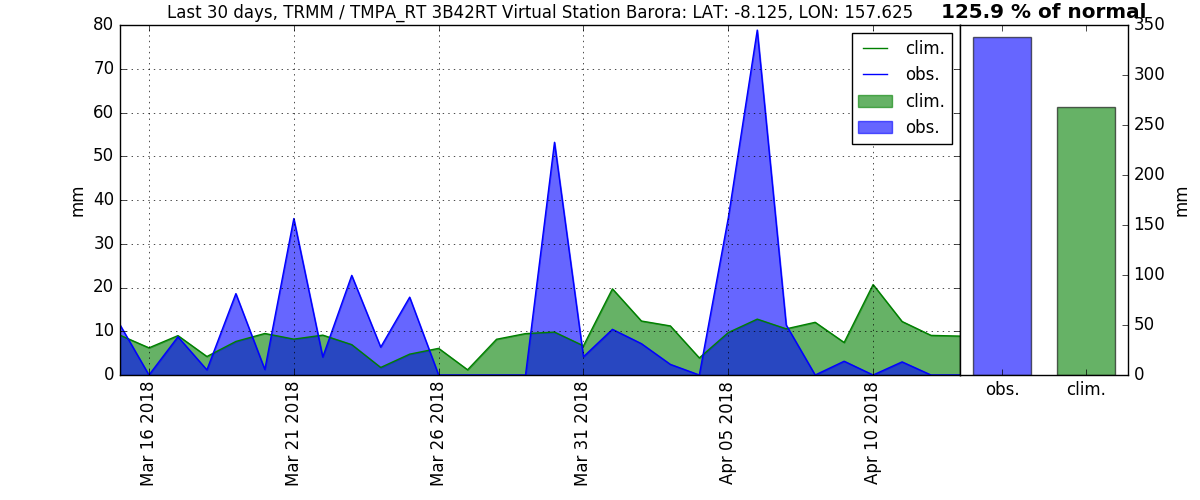 Last 30 days, TRMM / TMPA_RT 3B42RT Virtual Station Barora: LAT: -8.125, LON: 157.625
125.9 % of normal
80
70
60
50
40
30
20
10
0
mm
clim.
obs.
clim.
obs.
Mar 16 2018
Mar 21 2018
Mar 26 2018
Mar 31 2018
Apr 05 2018
Apr 10 2018
350
300
250
200
150
100
50
0
mm
obs.
clim.